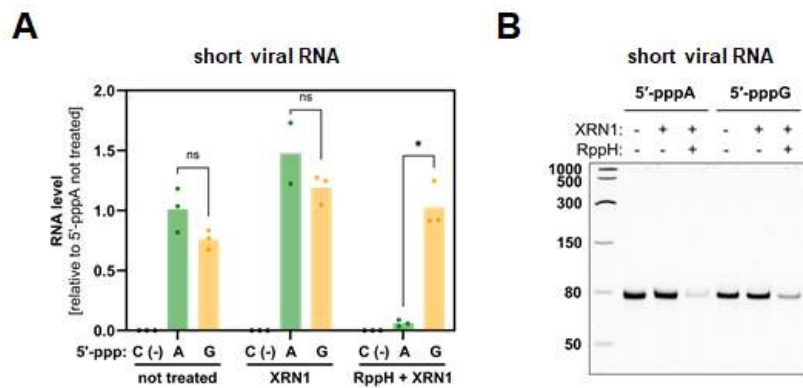 A
short viral RNA
RNA level
[relative to 5'-pppA not treated]
2.0
1.5
1.0
0.5
0.0
ns
ns
*
5'-ppp: C (-) A G C (-) A G C (-) A G
not treated XRN1 RppH + XRN1
B
short viral RNA
5'-pppA 5'-pppG
XRN1: - + + - + +
RppH: - - + - - +
1000
500
300
150
80
50